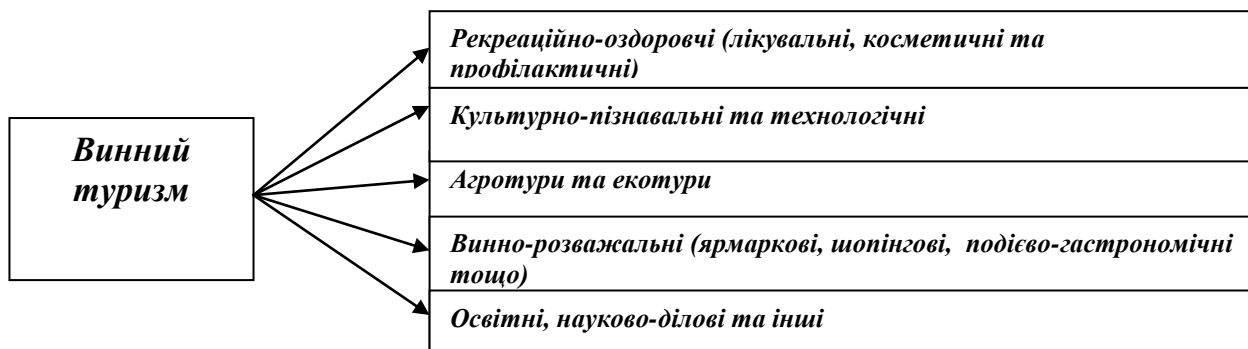 Винний
туризм
Рекреаційно-оздоровчі (лікувальні, косметичні та
профілактичні)
Культурно-пізнавальні та технологічні
Агротури та екотури
Винно-розважальні (ярмаркові, шопінгові, подієво-гастрономічні
тощо)
Освітні, науково-ділові та інші